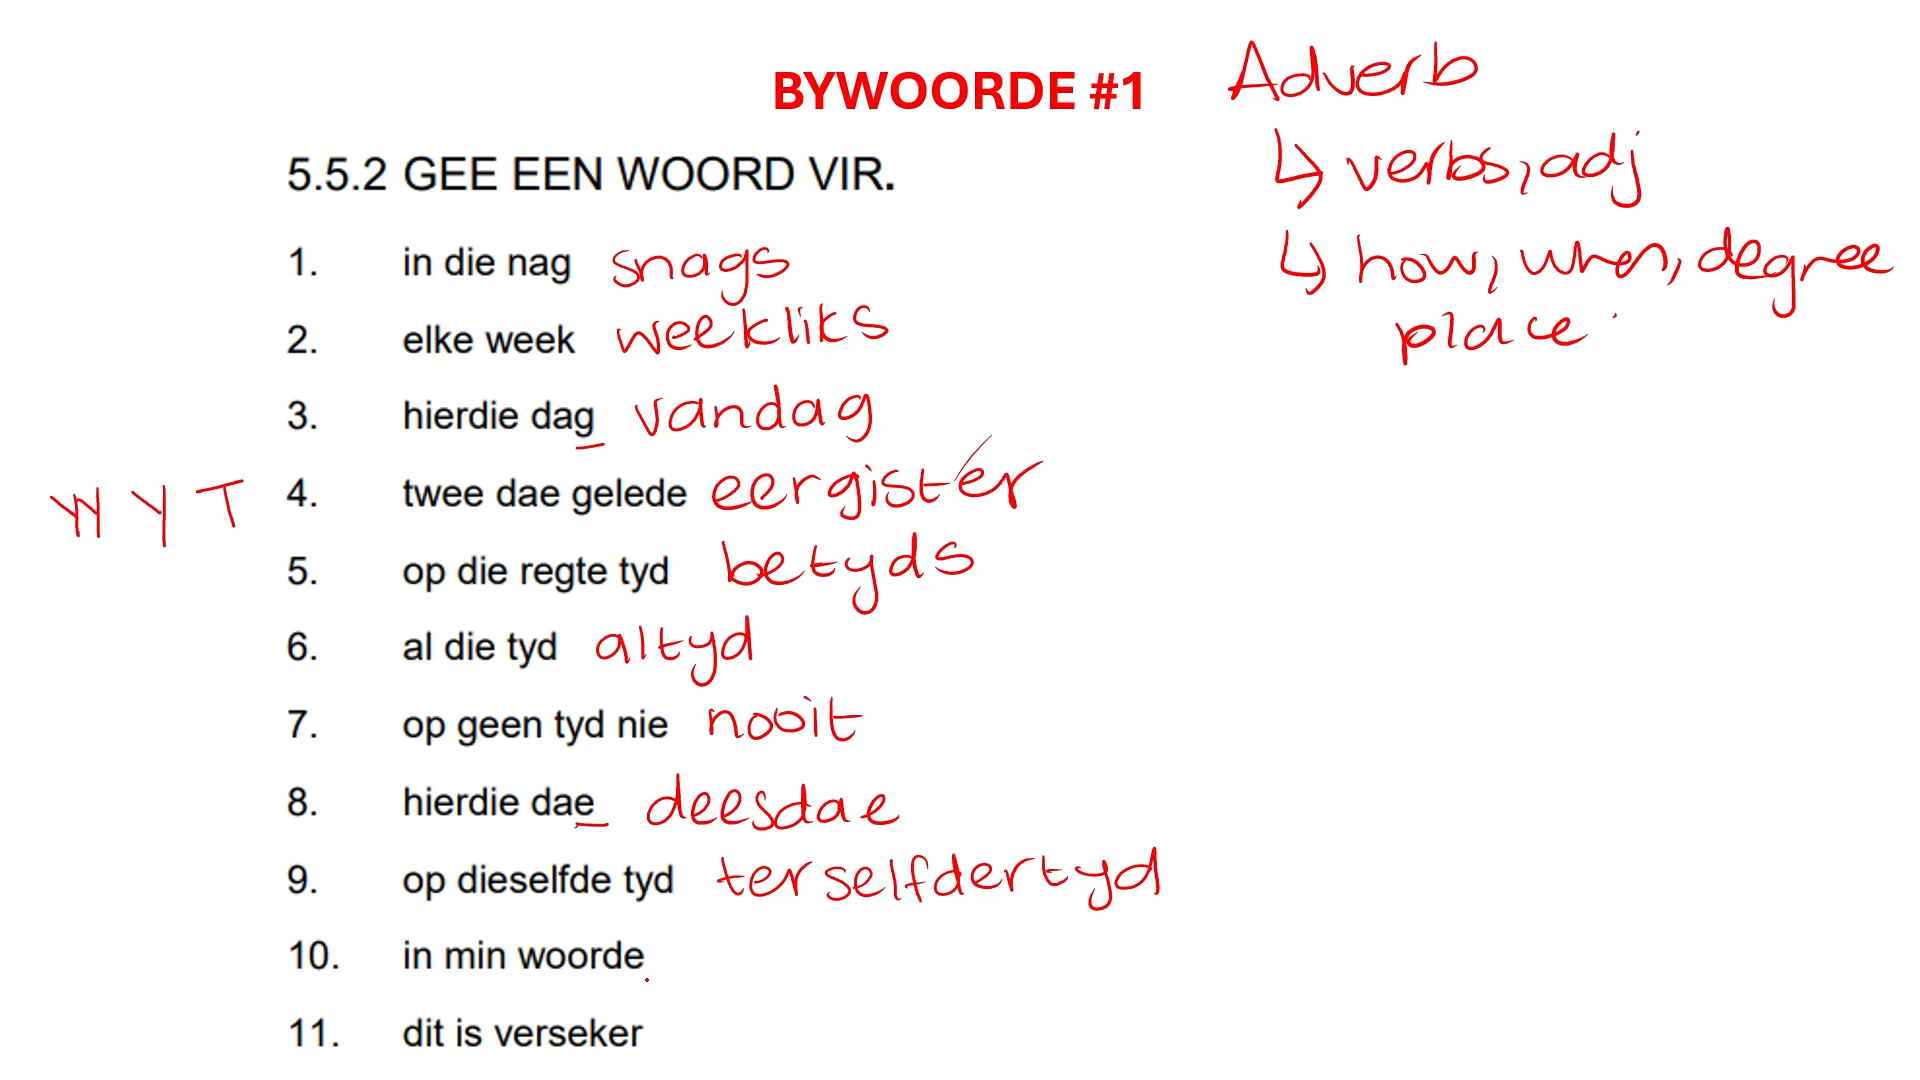 BYWOORDE #1 Adverb
↳ verbs, adj
5.5.2 GEE EEN WOORD VIR.
↳ how, when, degree
place
1. in die nag snags
2. elke week weekliks
3. hierdie dag vandag
W Y T
4. twee dae gelede eergister
5. op die regte tyd betyds
6. al die tyd altyd
7. op geen tyd nie nooit
8. hierdie dae deesdae
9. op dieselfde tyd terselfdertyd
10. in min woorde
11. dit is verseker